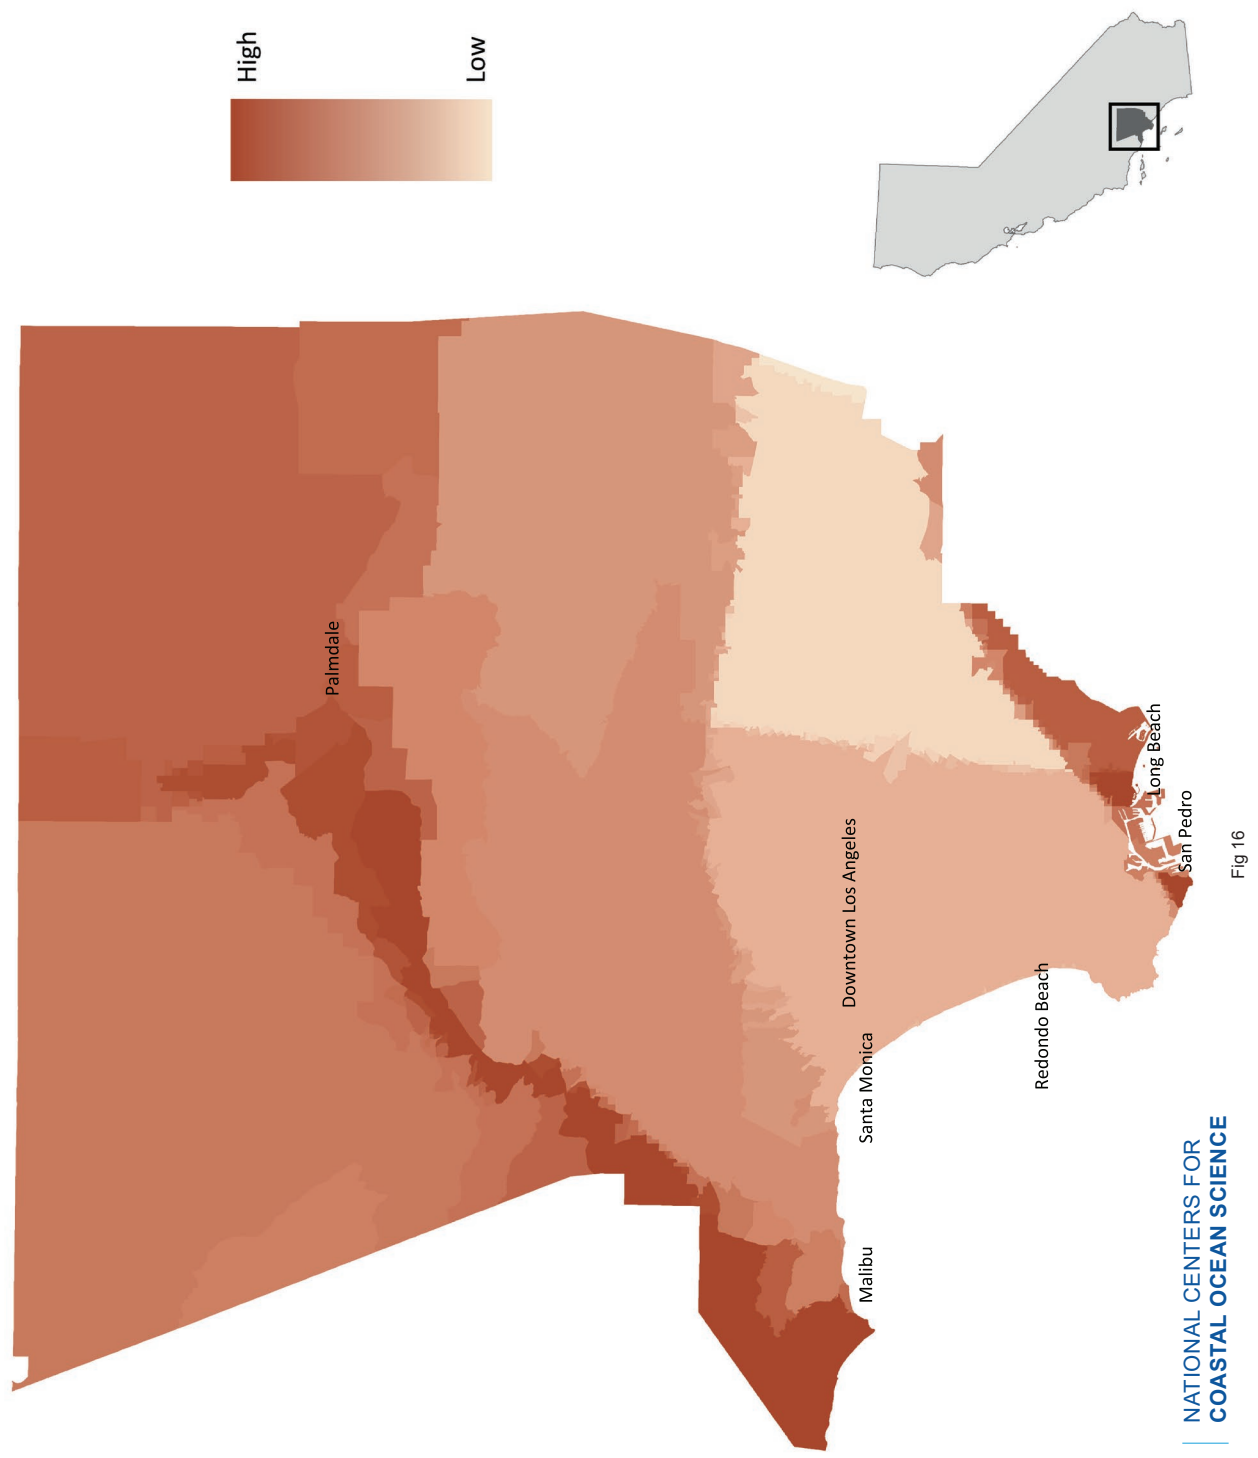 High
Low
Palmdale
Downtown Los Angeles
Santa Monica
Malibu
Redondo Beach
Long Beach
San Pedro
Fig 16
NATIONAL CENTERS FOR
COASTAL OCEAN SCIENCE